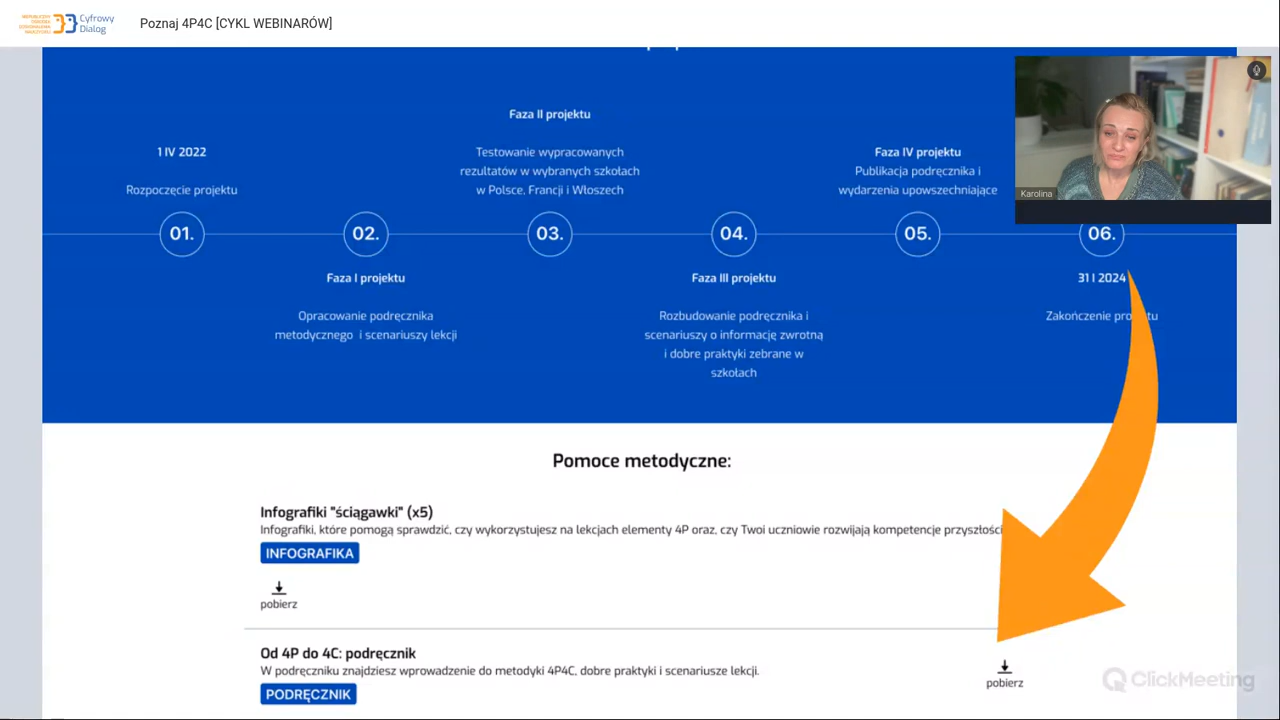 Cyfrowy
Dialog
Poznaj 4P4C [CYKL WEBINARÓW]
Karolina
1 IV 2022
Rozpoczęcie projektu
01.
02.
Faza I projektu
Opracowanie podręcznika
metodycznego i scenariuszy lekcji
Faza II projektu
Testowanie wypracowanych
rezultatów w wybranych szkołach
w Polsce, Francji i Włoszech
03.
04.
Faza III projektu
Rozbudowanie podręcznika i
scenariuszy o informację zwrotną
i dobre praktyki zebrane w
szkołach
Faza IV projektu
Publikacja podręcznika i
wydarzenia upowszechniające
05.
06.
31 I 2024
Zakończenie
Pomoce metodyczne:
Infografiki "ściągawki" (x5)
Infografiki, które pomogą sprawdzić, czy wykorzystujesz na lekcjach elementy 4P oraz, czy Twoi uczniowie rozwijają kompetencje przyszłości
INFOGRAFIKA
pobierz
Od 4P do 4C: podręcznik
W podręczniku znajdziesz wprowadzenie do metodyki 4P4C, dobre praktyki i scenariusze lekcji.
PODRĘCZNIK
pobierz
ClickMeeting